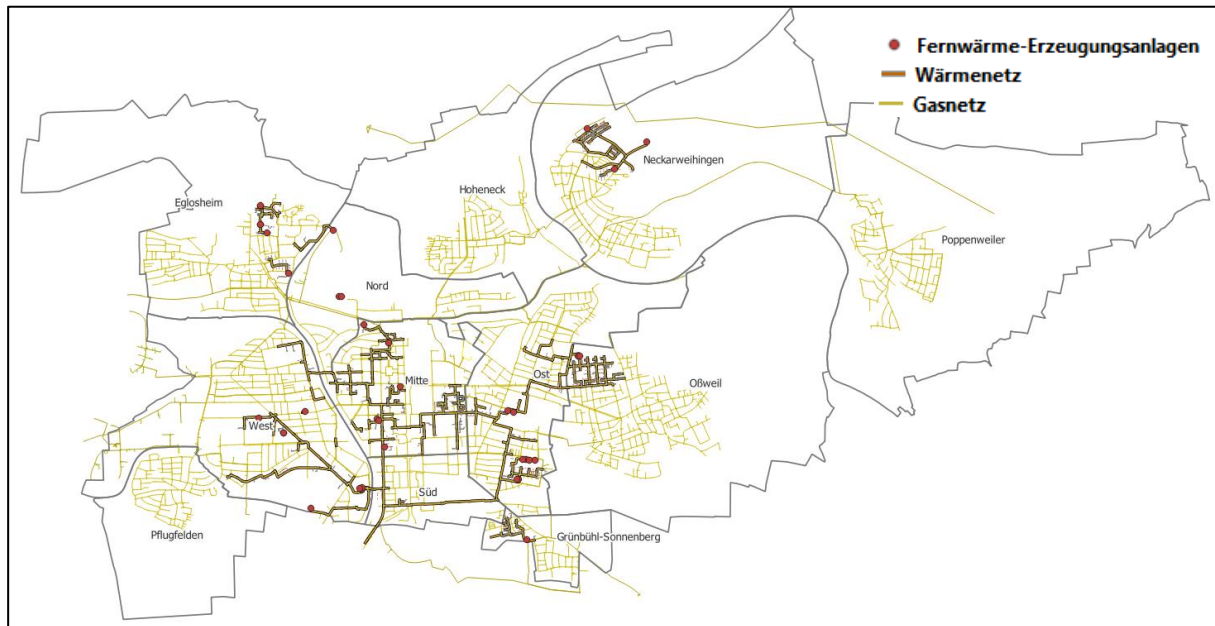 Fernwärme-Erzeugungsanlagen
Wärmenetz
Gasnetz
Neckarweihingen
Hoheneck
Eglosheim
Poppenweiler
Nord
Ost
Mitte
Oßweil
West
Süd
Pflugfelden
Grünbühl-Sonnenberg